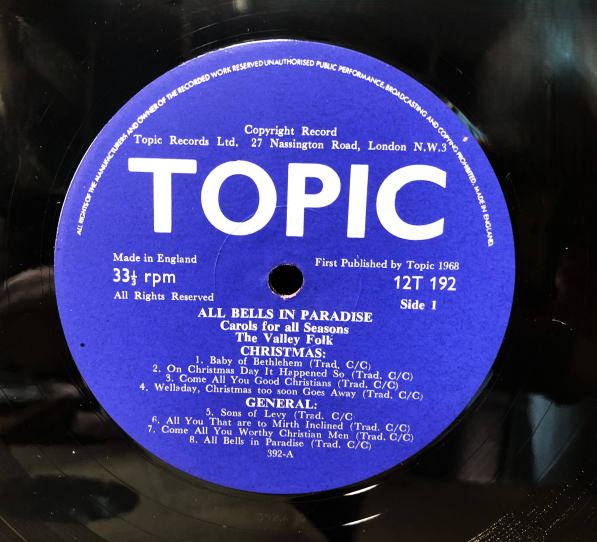 ALL RIGHTS OF THE MANUFACTURERS AND OWNER OF THE RECORDED WORK RESERVED UNAUTHORISED PUBLIC PERFORMANCE, BROADCASTING AND COPYING PROHIBITED. MADE IN ENGLAND.
Copyright Record
Topic Records Ltd. 27 Nassington Road, London N.W.3
TOPIC
Made in England
First Published by Topic 1968
33⅓ rpm
12T 192
All Rights Reserved
Side 1
ALL BELLS IN PARADISE
Carols for all Seasons
The Valley Folk
CHRISTMAS:
1. Baby of Bethlehem (Trad. C/C)
2. On Christmas Day It Happened So (Trad. C/C)
3. Come All You Good Christians (Trad. C/C)
4. Wellsday, Christmas too soon Goes Away (Trad. C/C)
GENERAL:
5. Sons of Levy (Trad. C/C
6. All You That are to Mirth Inclined (Trad. C/C)
7. Come All You Worthy Christian Men (Trad. C/C)
8. All Bells in Paradise (Trad. C/C)
392-A